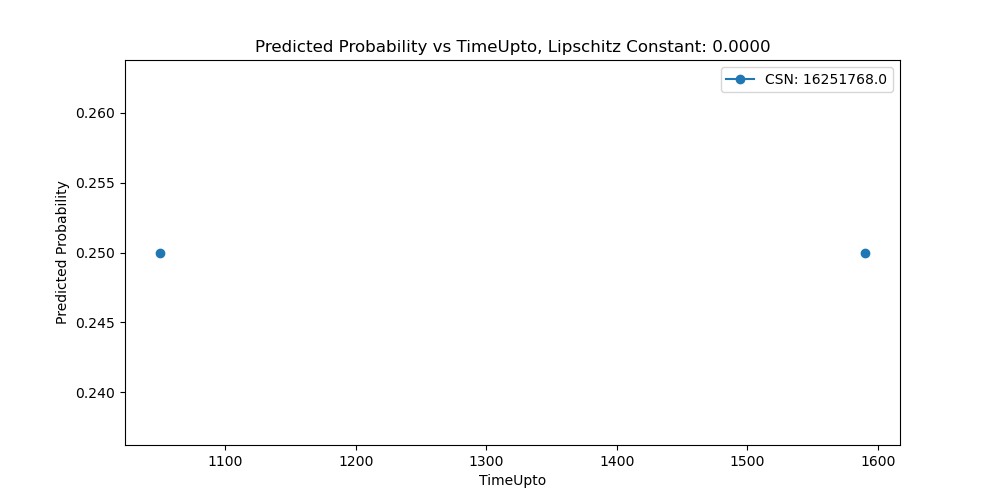 Predicted Probability vs TimeUpto, Lipschitz Constant: 0.0000
CSN: 16251768.0
0.260
0.255
0.250
0.245
0.240
Predicted Probability
1100
1200
1300
1400
1500
1600
TimeUpto